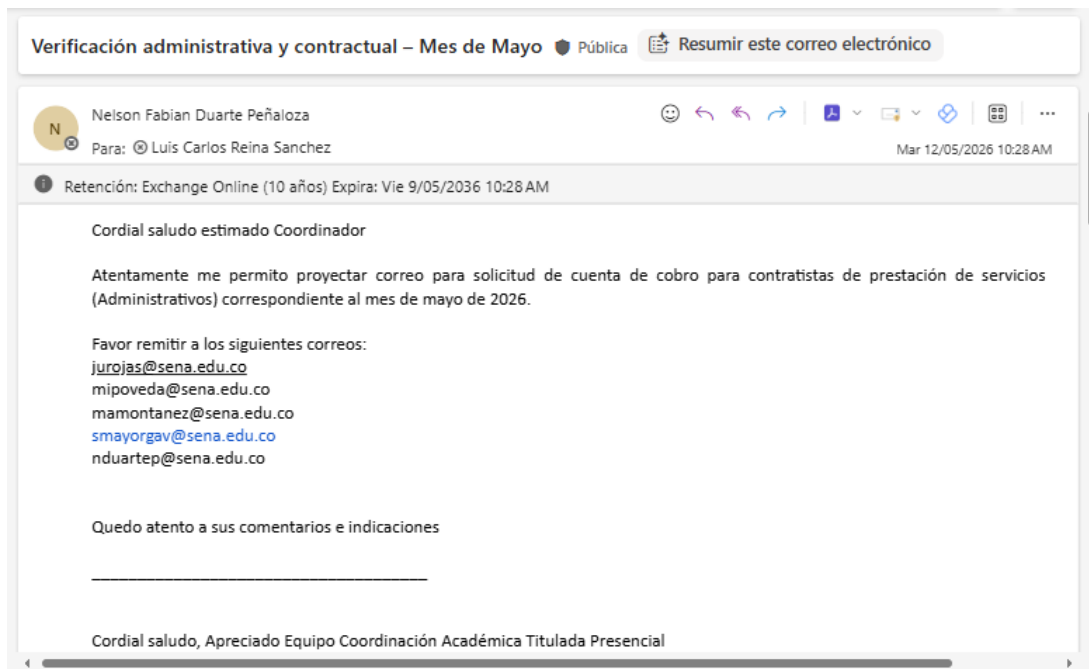 Verificación administrativa y contractual – Mes de Mayo Pública Resumir este correo electrónico
Nelson Fabian Duarte Peñaloza
N
Para: Luis Carlos Reina Sanchez
Mar 12/05/2026 10:28 AM
Retención: Exchange Online (10 años) Expira: Vie 9/05/2036 10:28 AM
Cordial saludo estimado Coordinador
Atentamente me permito proyectar correo para solicitud de cuenta de cobro para contratistas de prestación de servicios
(Administrativos) correspondiente al mes de mayo de 2026.
Favor remitir a los siguientes correos:
jurojas@sena.edu.co
mipoveda@sena.edu.co
mamontanez@sena.edu.co
smayorgav@sena.edu.co
nduartep@sena.edu.co
Quedo atento a sus comentarios e indicaciones
Cordial saludo, Apreciado Equipo Coordinación Académica Titulada Presencial